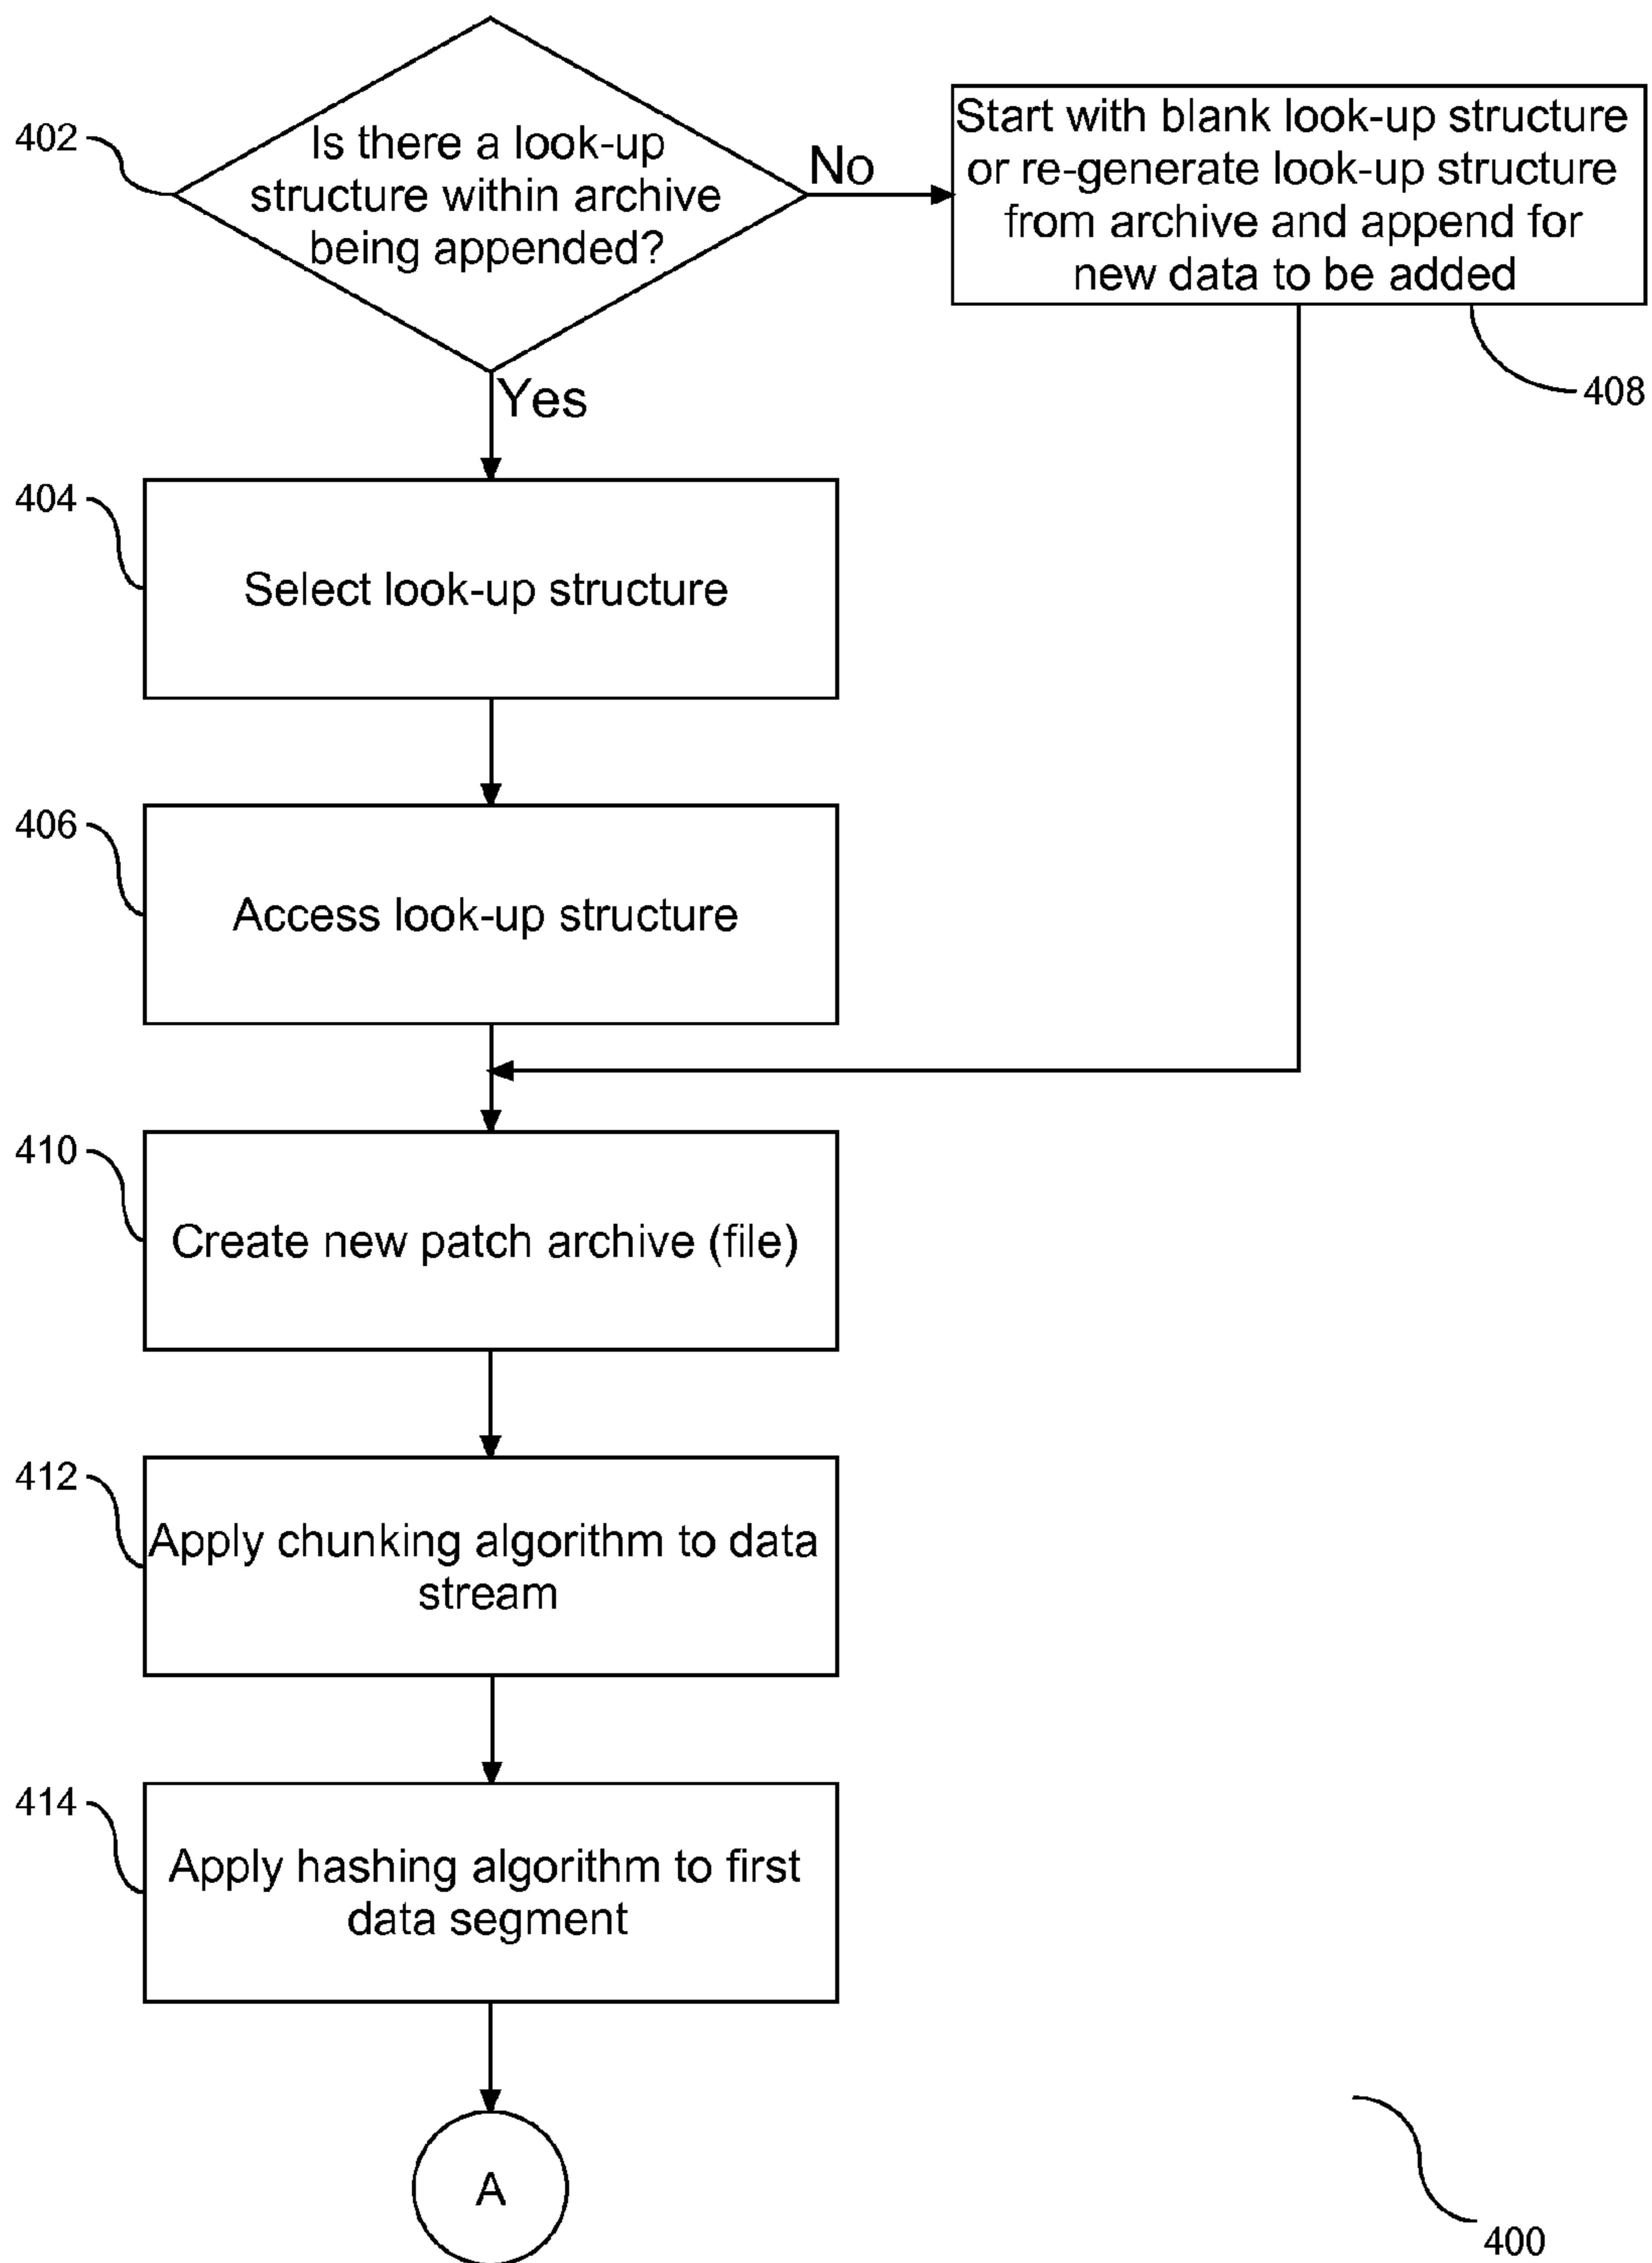 402
Is there a look-up
structure within archive
being appended?
No
Start with blank look-up structure
or re-generate look-up structure
from archive and append for
new data to be added
408
Yes
404
Select look-up structure
406
Access look-up structure
410
Create new patch archive (file)
412
Apply chunking algorithm to data
stream
414
Apply hashing algorithm to first
data segment
A
400